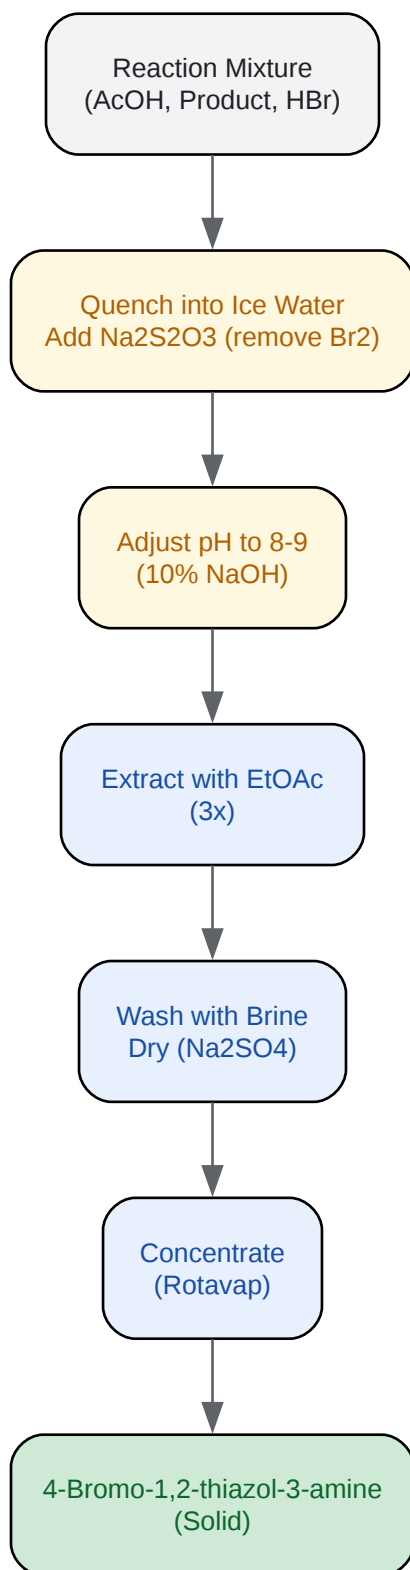 Reaction Mixture
(AcOH, Product, HBr)
Quench into Ice Water
Add Na2S2O3 (remove Br2)
Adjust pH to 8-9
(10% NaOH)
Extract with EtOAc
(3x)
Wash with Brine
Dry (Na2SO4)
Concentrate
(Rotavap)
4-Bromo-1,2-thiazol-3-amine
(Solid)